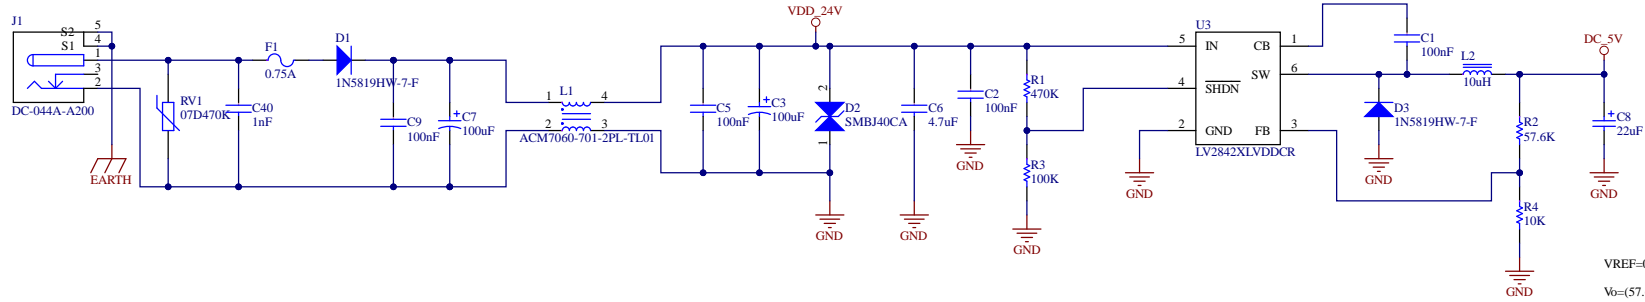 J1
S2
S1
5
4
1
3
2
DC-044A-A200
EARTH
RV1
07D470K
C40
1nF
F1
0.75A
D1
1N5819HW-7-F
C9
100nF
C7
100uF
L1
1
4
2
3
ACM7060-701-2PL-TL01
C5
100nF
C3
100uF
VDD_24V
2
D2
SMBJ40CA
1
GND
C6
4.7uF
GND
C2
100nF
GND
R1
470K
R3
100K
GND
U3
5
IN
CB
1
SW
6
4
SHDN
2
GND
FB
3
LV2842XLVDDCR
GND
C1
100nF
L2
10uH
D3
1N5819HW-7-F
GND
DC_5V
R2
57.6K
C8
22uF
GND
R4
10K
GND
VREF=
Vo=(57.